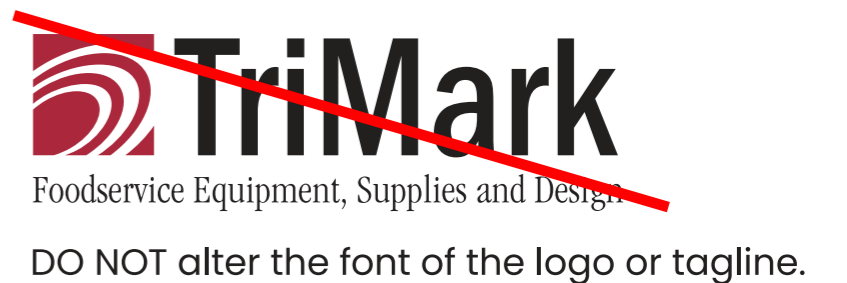 TriMark
Foodservice Equipment, Supplies and Design
DO NOT alter the font of the logo or tagline.